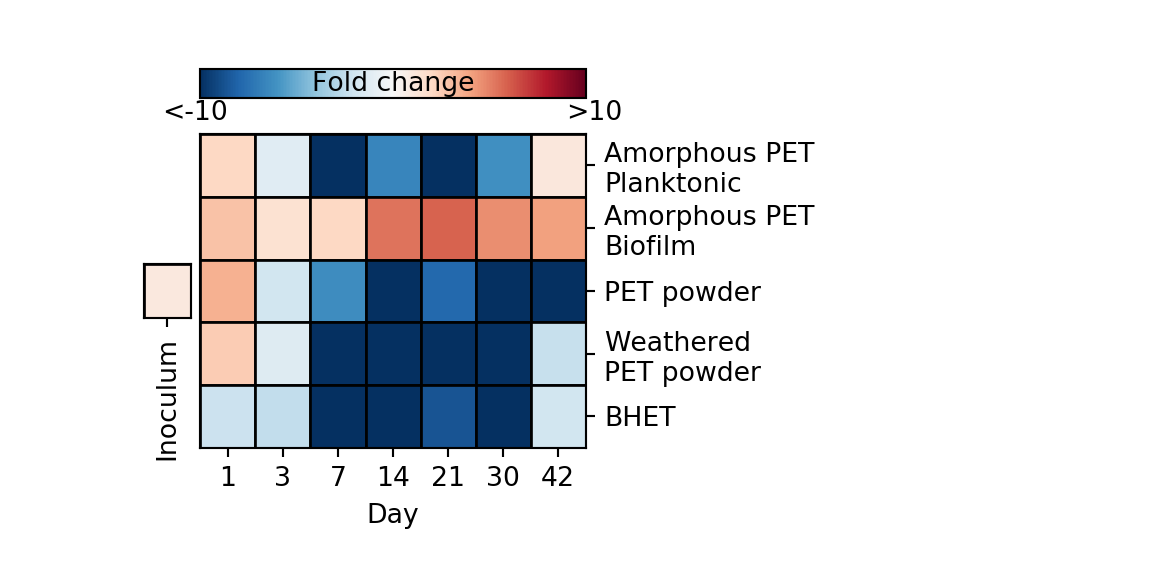 Fold change
<-10 >10
Amorphous PET
Planktonic
Amorphous PET
Biofilm
PET powder
Weathered
PET powder
BHET
Inoculum
1 3 7 14 21 30 42
Day